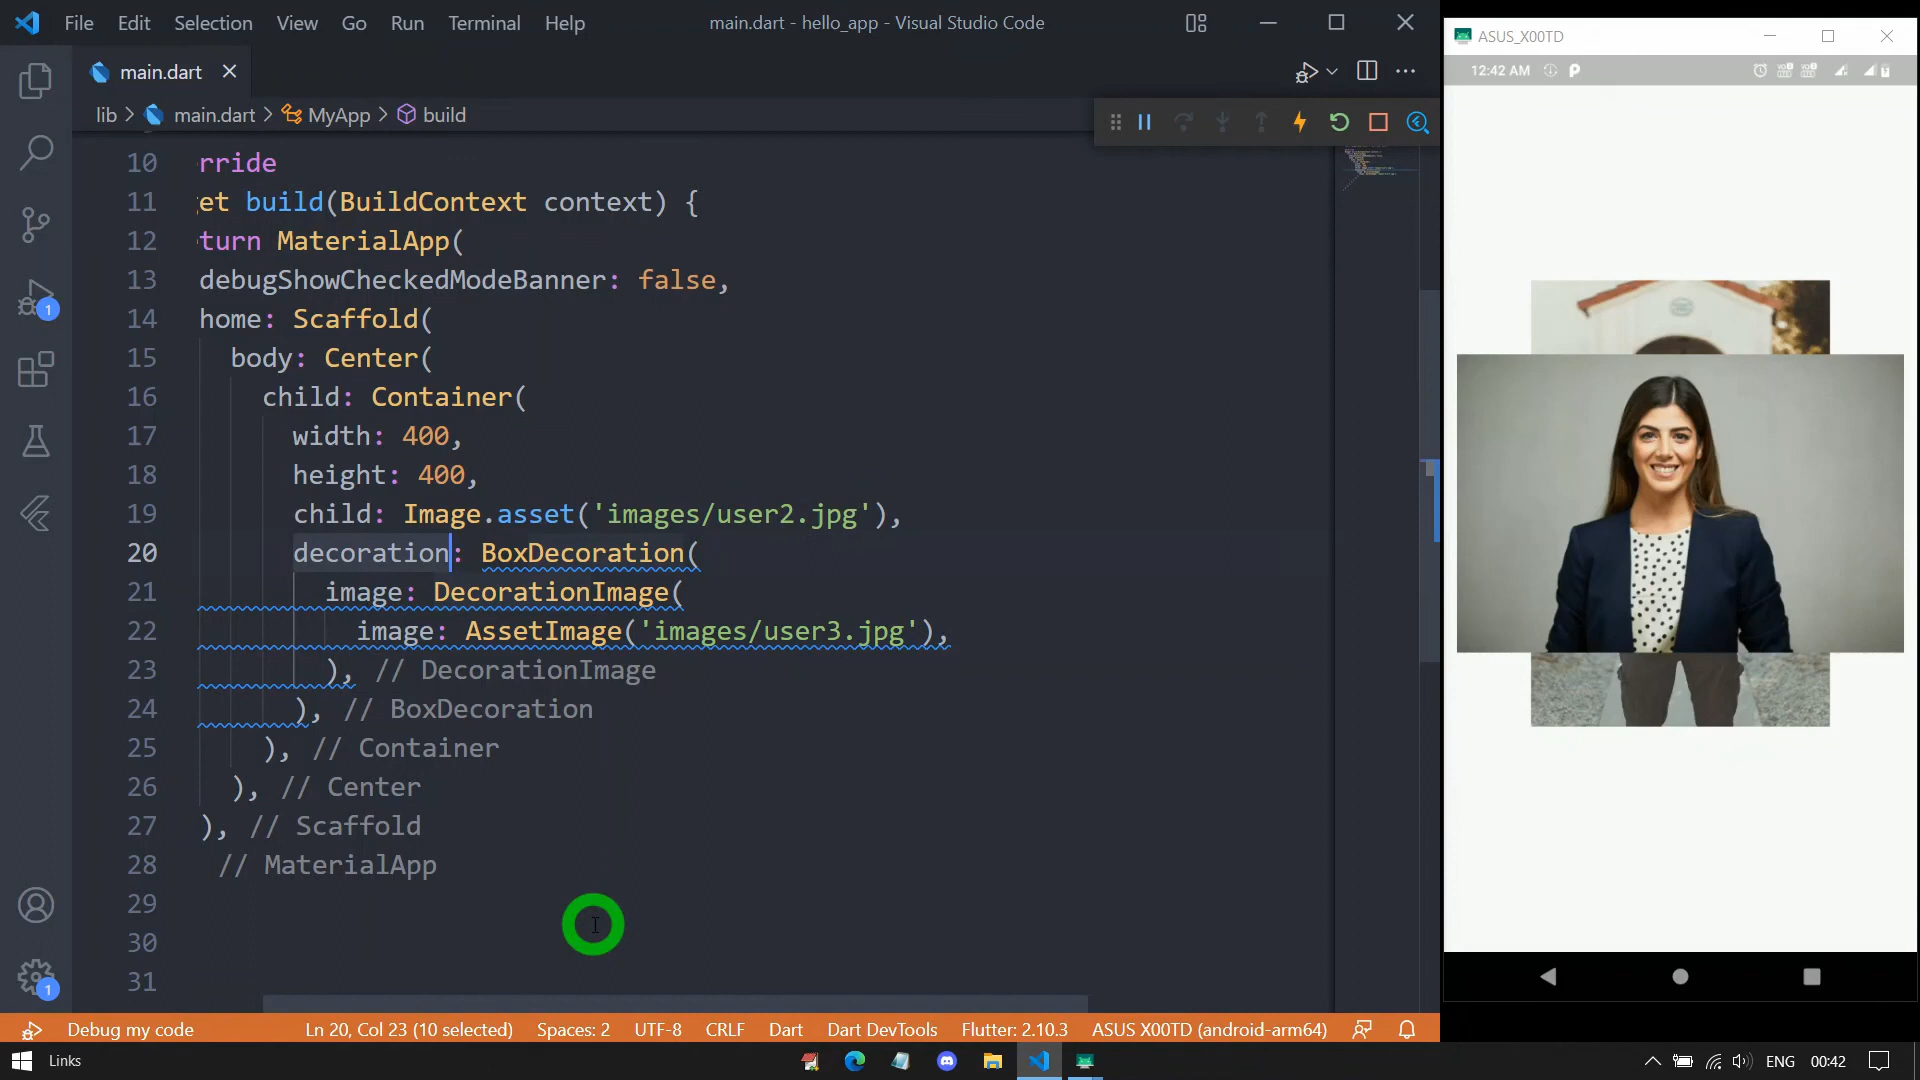 File Edit Selection View Go Run Terminal Help
main.dart - hello_app - Visual Studio Code
ASUS_X00TD
main.dart
12:42 AM
lib > main.dart > MyApp > build
10 rride
11 et build(BuildContext context) {
12 turn MaterialApp(
13 debugShowCheckedModeBanner: false,
14 home: Scaffold(
15 body: Center(
16 child: Container(
17 width: 400,
18 height: 400,
19 child: Image.asset('images/user2.jpg'),
20 decoration: BoxDecoration(
21 image: DecorationImage(
22 image: AssetImage('images/user3.jpg'),
23 ), // DecorationImage
24 ), // BoxDecoration
25 ), // Container
26 ), // Center
27 ), // Scaffold
28 // MaterialApp
29
30
31
1
1
Debug my code Ln 20, Col 23 (10 selected) Spaces: 2 UTF-8 CRLF Dart Dart DevTools Flutter: 2.10.3 ASUS X00TD (android-arm64)
Links ENG 00:42